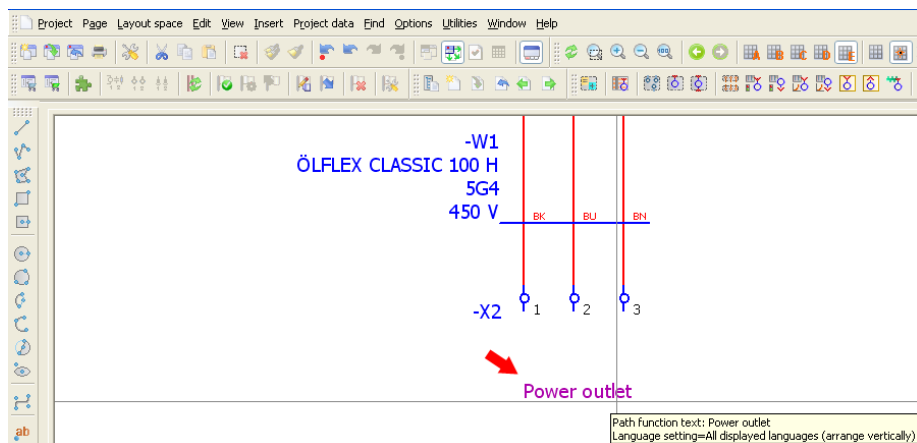 Project Page Layout space Edit View Insert Project data Find Options Utilities Window Help
-W1
ÖLFLEX CLASSIC 100 H
5G4
450 V
BK BU BN
-X2 1 2 3
Power outlet
Path function text: Power outlet
Language setting=All displayed languages (arrange vertically)
ab